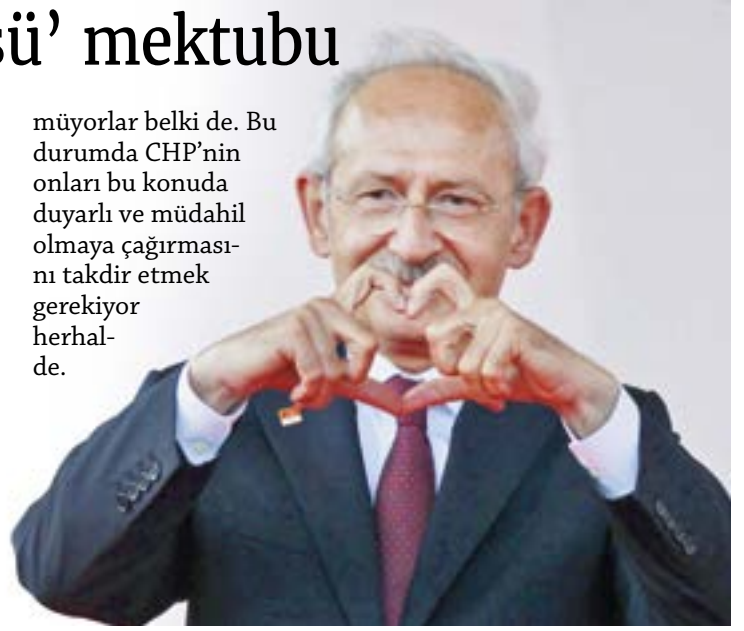 sü’ mektubu
müyorlar belki de. Bu
durumda CHP’nin
onları bu konuda
duyarlı ve müdahil
olmaya çağırması-
nı takdir etmek
gerekiyor
herhal-
de.